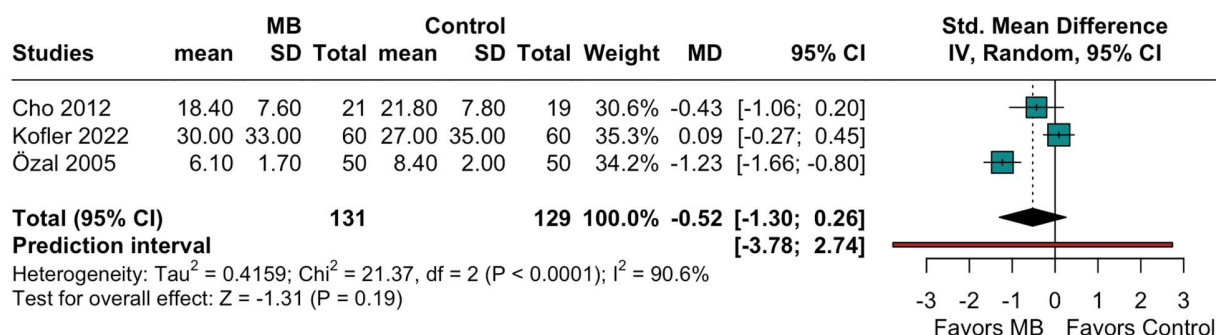 MB Control Std. Mean Difference
Studies mean SD Total mean SD Total Weight MD 95% CI IV, Random, 95% CI
Cho 2012 18.40 7.60 21 21.80 7.80 19 30.6% -0.43 [-1.06; 0.20]
Kofler 2022 30.00 33.00 60 27.00 35.00 60 35.3% 0.09 [-0.27; 0.45]
Özal 2005 6.10 1.70 50 8.40 2.00 50 34.2% -1.23 [-1.66; -0.80]
Total (95% CI) 131 129 100.0% -0.52 [-1.30; 0.26]
Prediction interval [-3.78; 2.74]
Heterogeneity: Tau² = 0.4159; Chi² = 21.37, df = 2 (P < 0.0001); I² = 90.6%
Test for overall effect: Z = -1.31 (P = 0.19)
-3 -2 -1 0 1 2 3
Favors MB Favors Control